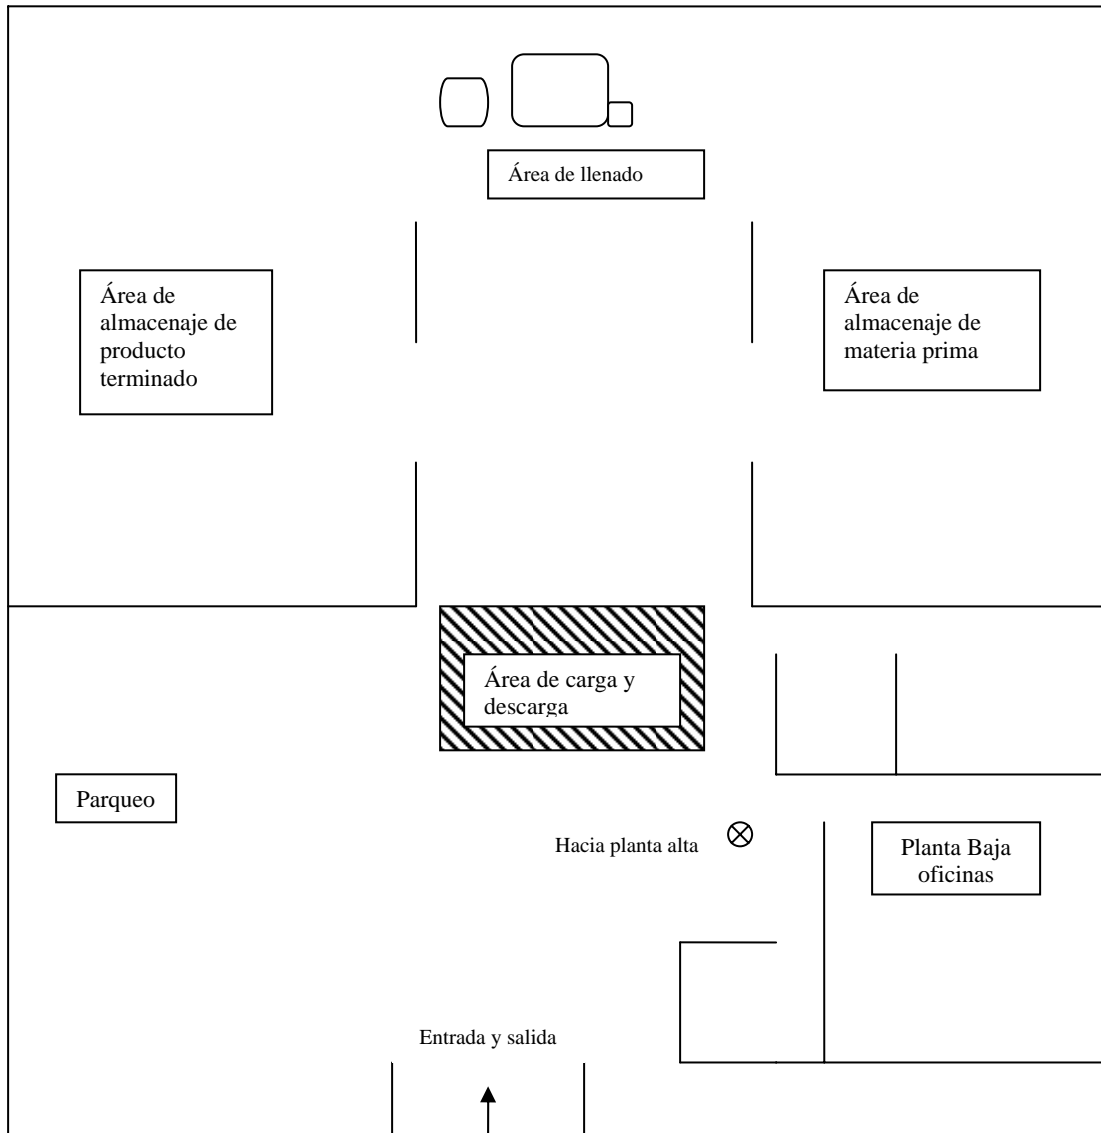 Área de llenado
Área de
almacenaje de
producto
terminado
Área de
almacenaje de
materia prima
Área de carga y
descarga
Parqueo
Hacia planta alta
Planta Baja
oficinas
Entrada y salida